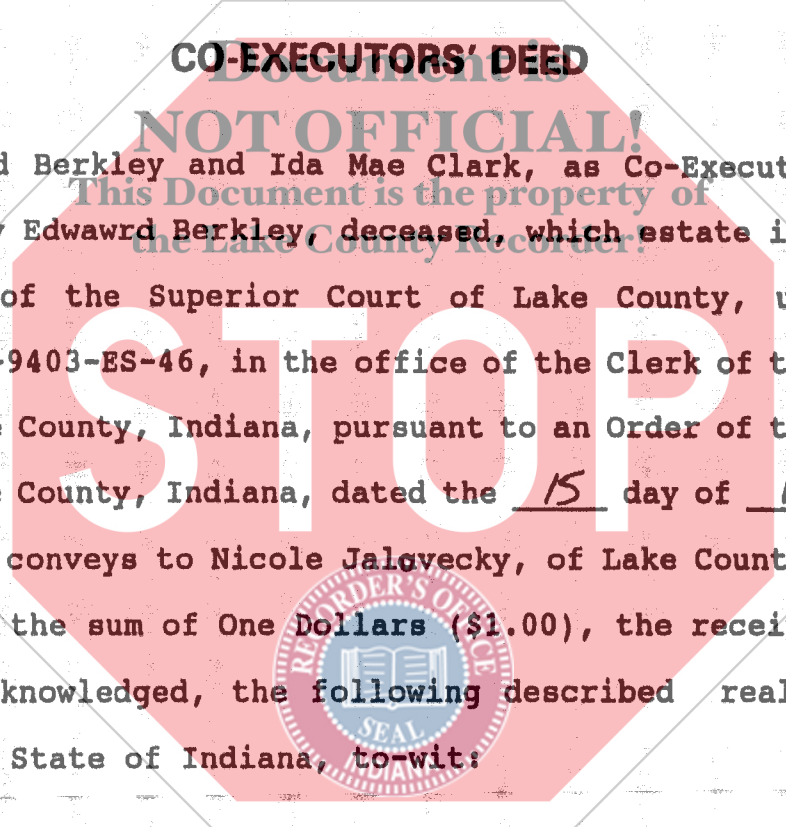 CO-EXECUTORS' DEED
Document is
NOT OFFICIAL!
d Berkley and Ida Mae Clark, as Co-Execut
This Document is the property of
Edwawrd Berkley, deceased, which estate i
the Lake County Recorder!
of the Superior Court of Lake County, u
-9403-ES-46, in the office of the Clerk of t
County, Indiana, pursuant to an Order of t
County, Indiana, dated the 15 day of
STOP
conveys to Nicole Jalovecky, of Lake Count
the sum of One Dollars ($1.00), the recei
knowledged, the following described real
State of Indiana, to-wit:
RECORDER'S OFFICE
SEAL
INDIANA